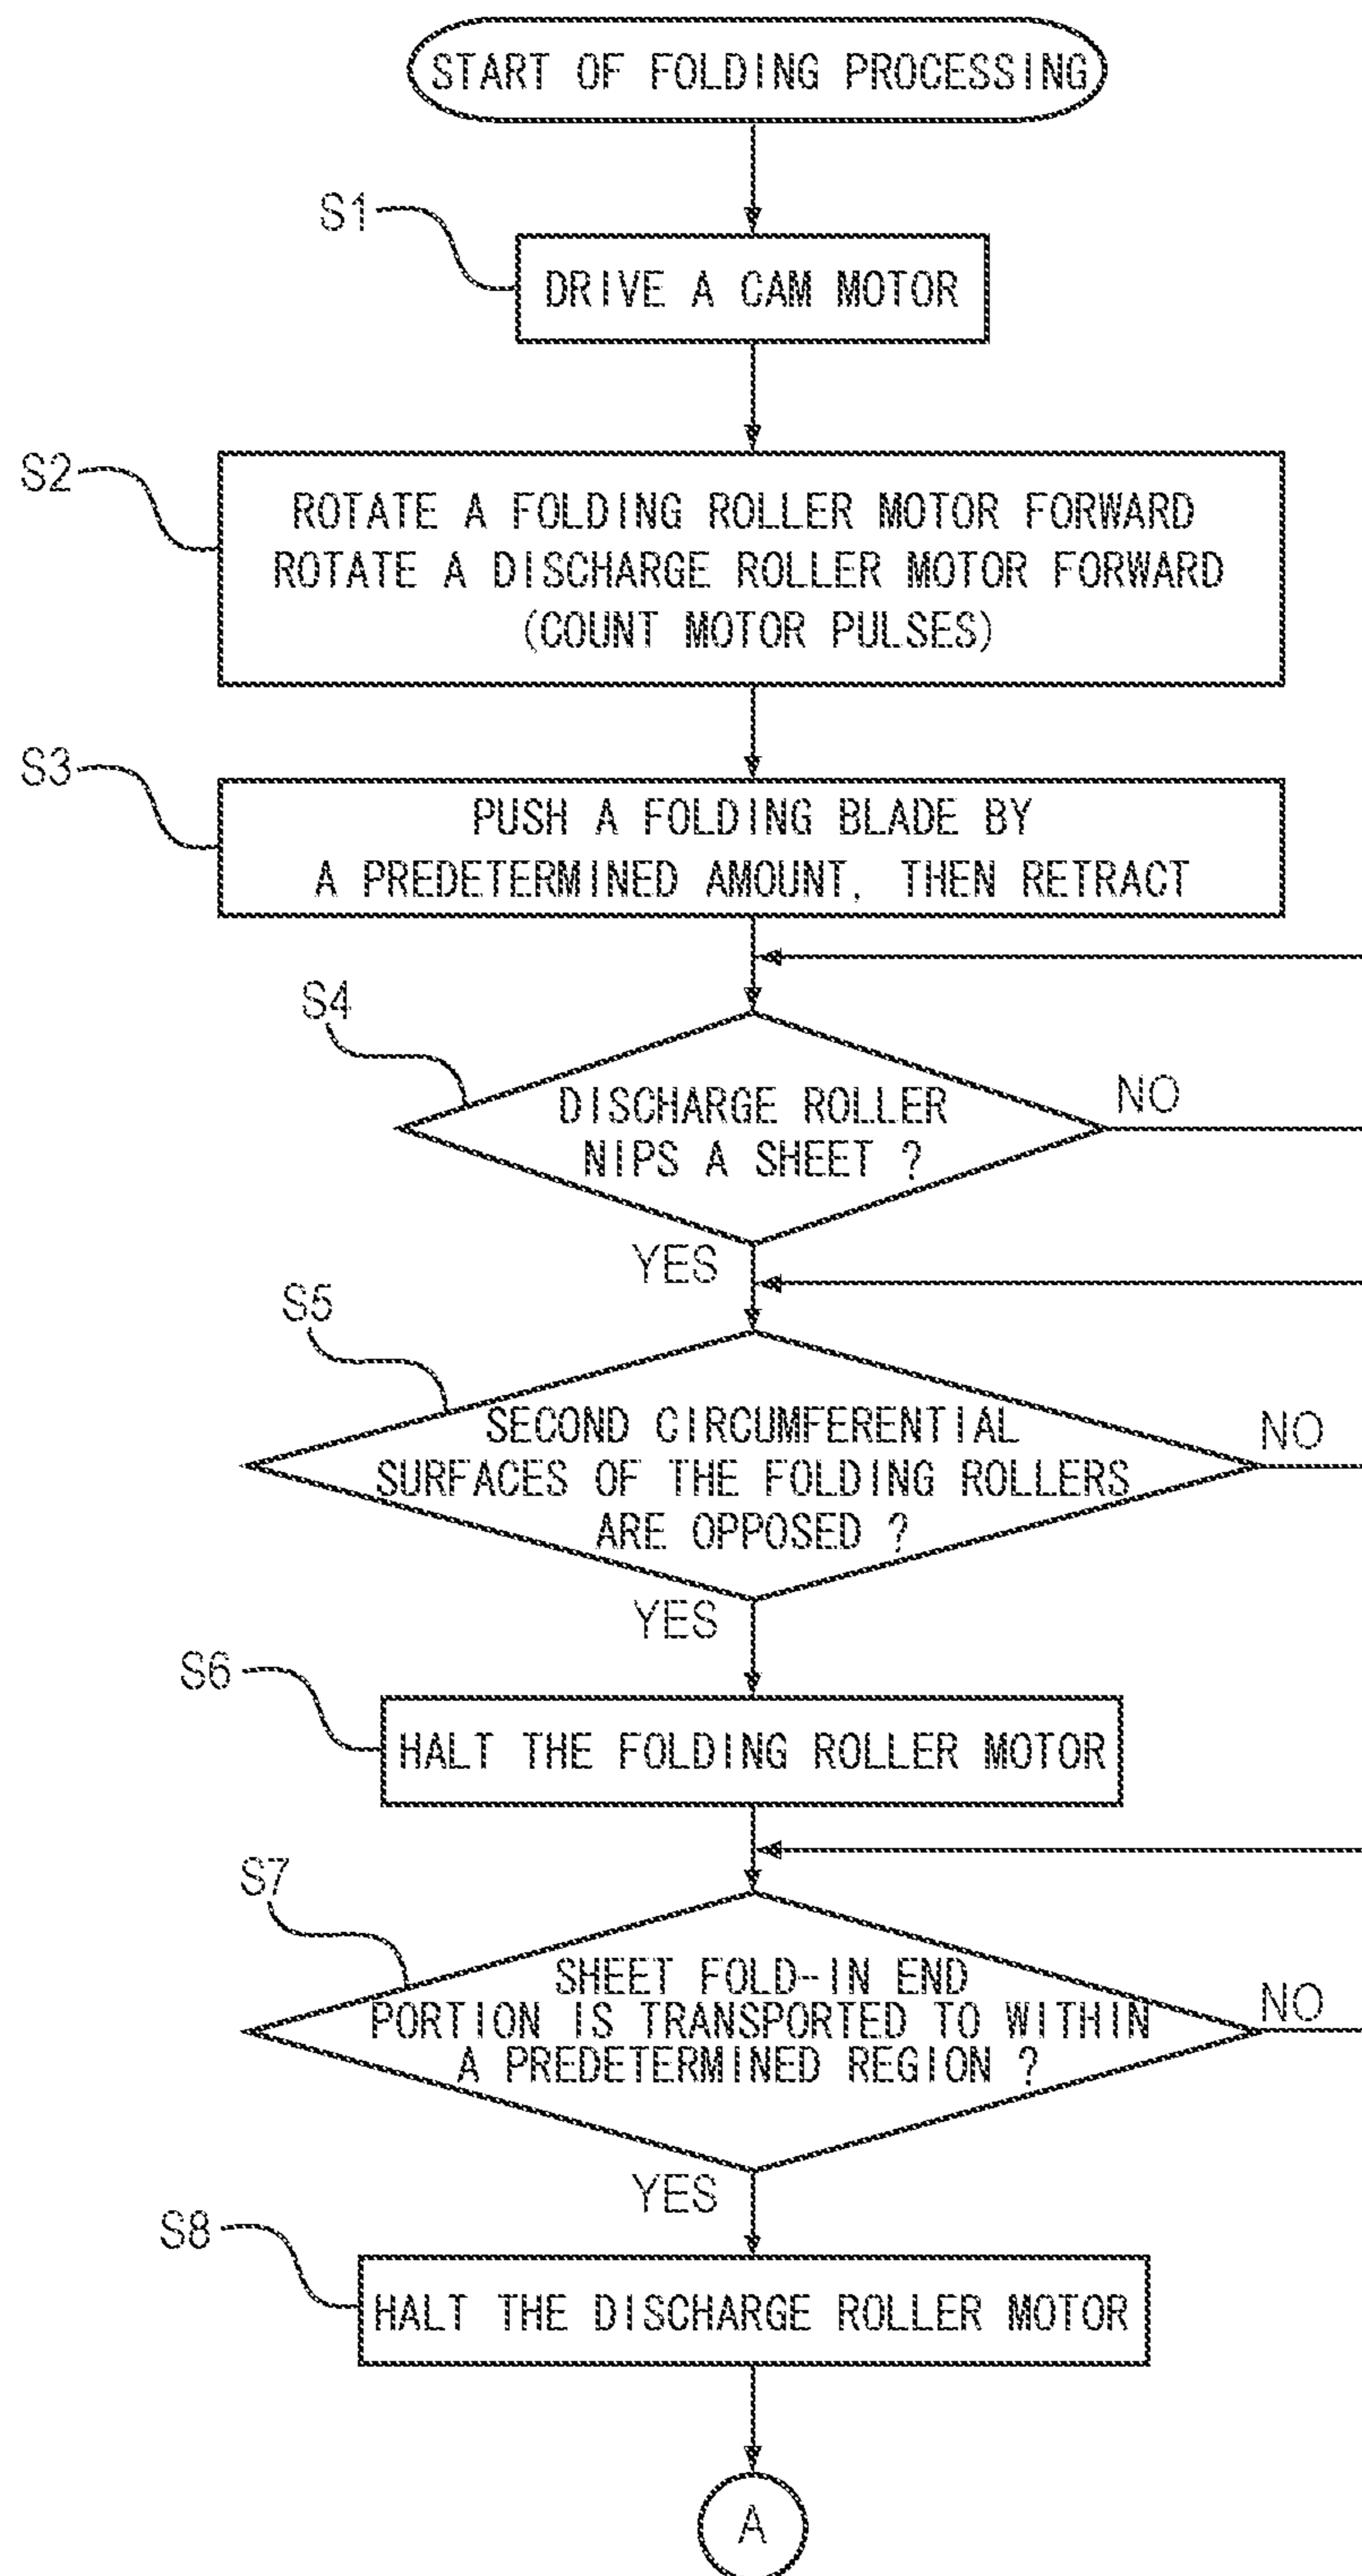 START OF FOLDING PROCESSING
S1
DRIVE A CAM MOTOR
S2
ROTATE A FOLDING ROLLER MOTOR FORWARD
ROTATE A DISCHARGE ROLLER MOTOR FORWARD
(COUNT MOTOR PULSES)
S3
PUSH A FOLDING BLADE BY
A PREDETERMINED AMOUNT, THEN RETRACT
S4
DISCHARGE ROLLER
NIPS A SHEET ?
NO
YES
S5
SECOND CIRCUMFERENTIAL
SURFACES OF THE FOLDING ROLLERS
ARE OPPOSED ?
NO
YES
S6
HALT THE FOLDING ROLLER MOTOR
S7
SHEET FOLD-IN END
PORTION IS TRANSPORTED TO WITHIN
A PREDETERMINED REGION ?
NO
YES
S8
HALT THE DISCHARGE ROLLER MOTOR
A